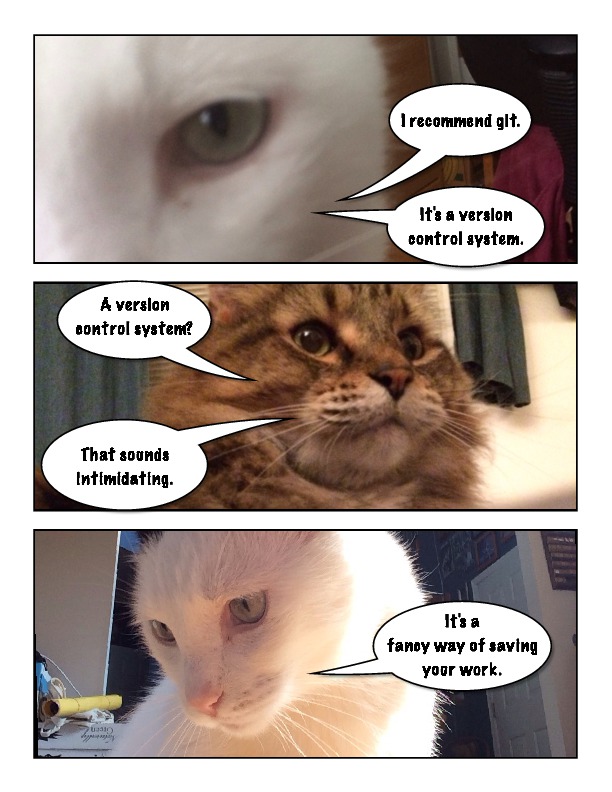 I recommend git.
It's a version
control system.
A version
control system?
That sounds
intimidating.
It's a
fancy way of saving
your work.